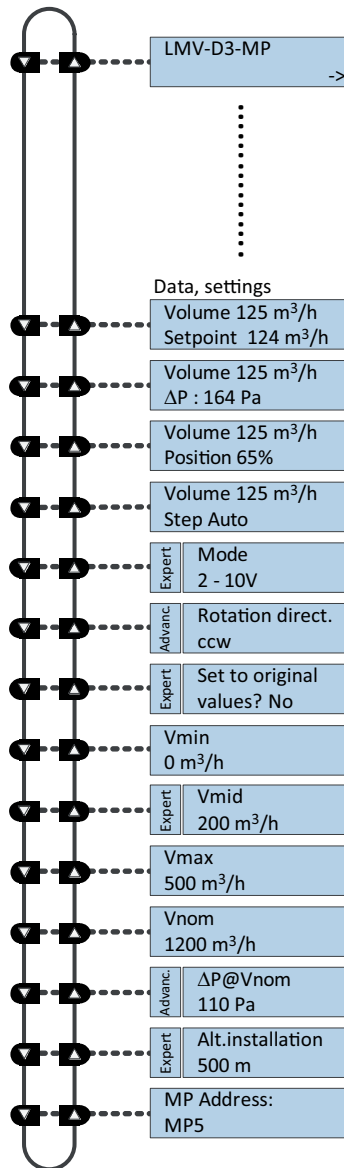 LMV-D3-MP
->
Data, settings
Volume 125 m³/h
Setpoint 124 m³/h
Volume 125 m³/h
ΔP : 164 Pa
Volume 125 m³/h
Position 65%
Volume 125 m³/h
Step Auto
Expert
Mode
2 - 10V
Advanc.
Rotation direct.
ccw
Expert
Set to original
values? No
Vmin
0 m³/h
Expert
Vmid
200 m³/h
Vmax
500 m³/h
Vnom
1200 m³/h
Advanc.
ΔP@Vnom
110 Pa
Expert
Alt.installation
500 m
MP Address:
MP5